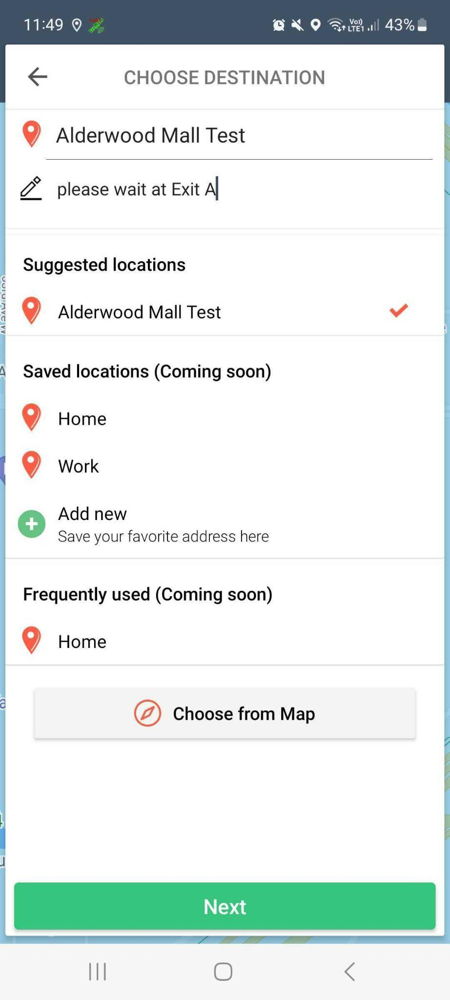 11:49
Vo))
LTE1
43%
CHOOSE DESTINATION
Alderwood Mall Test
please wait at Exit A
Suggested locations
Alderwood Mall Test
Saved locations (Coming soon)
Home
Work
Add new
Save your favorite address here
Frequently used (Coming soon)
Home
Choose from Map
Next